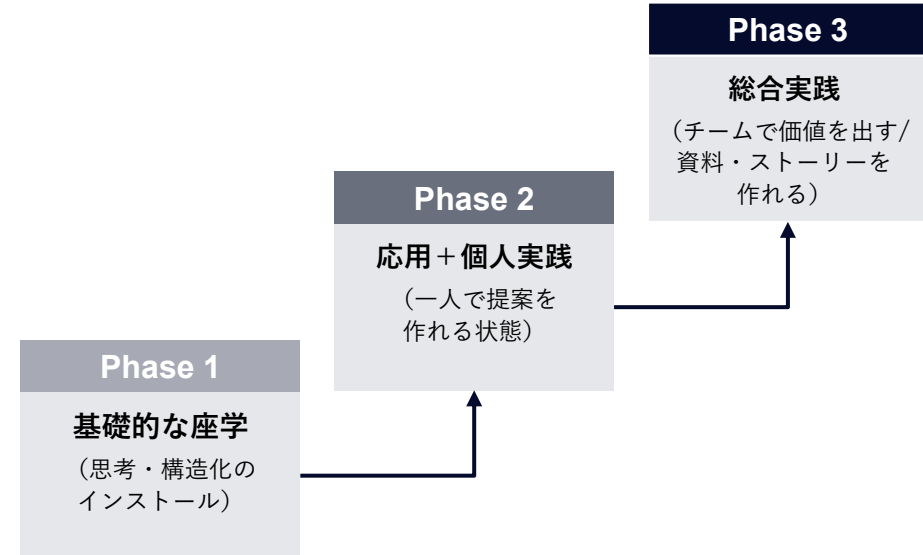 Phase 1
基礎的な座学
（思考・構造化の
インストール）
Phase 2
応用＋個人実践
（一人で提案を
作れる状態）
Phase 3
総合実践
（チームで価値を出す/
資料・ストーリーを
作れる）